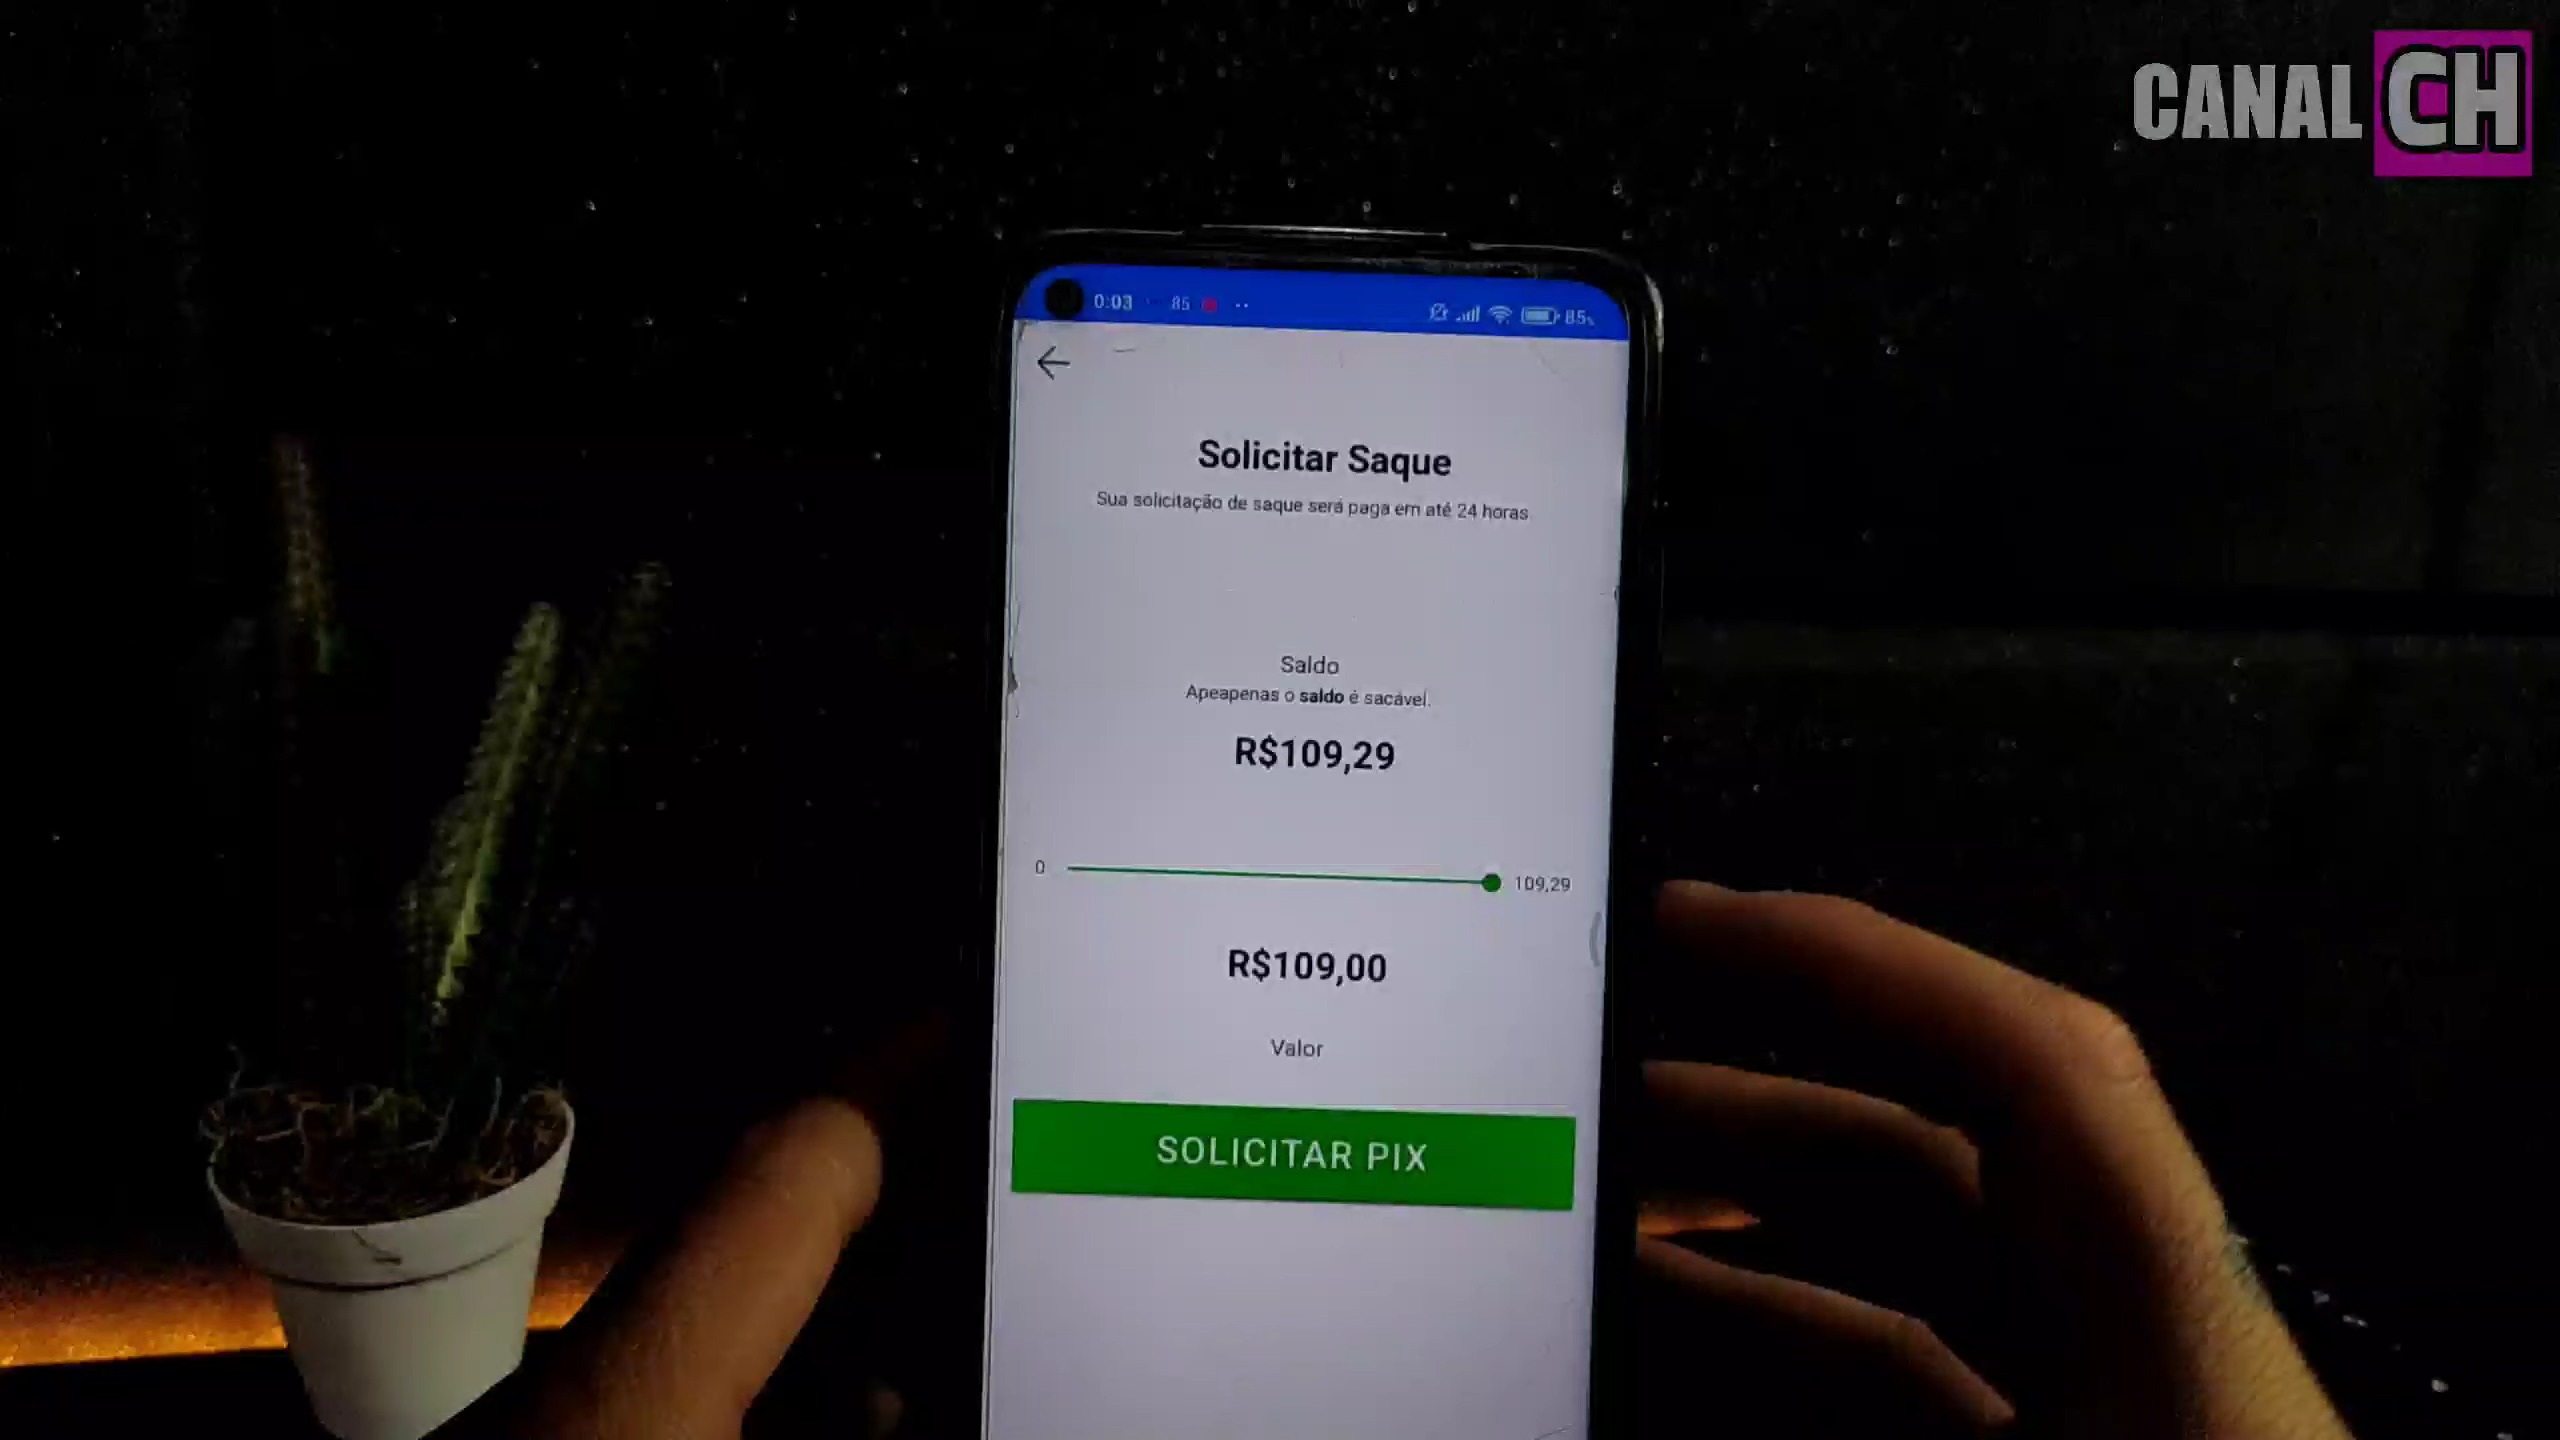 CANAL CH
0:03 85 85%
Solicitar Saque
Sua solicitação de saque será paga em até 24 horas
Saldo
Apeapenas o saldo é sacável.
R$109,29
0 109,29
R$109,00
Valor
SOLICITAR PIX